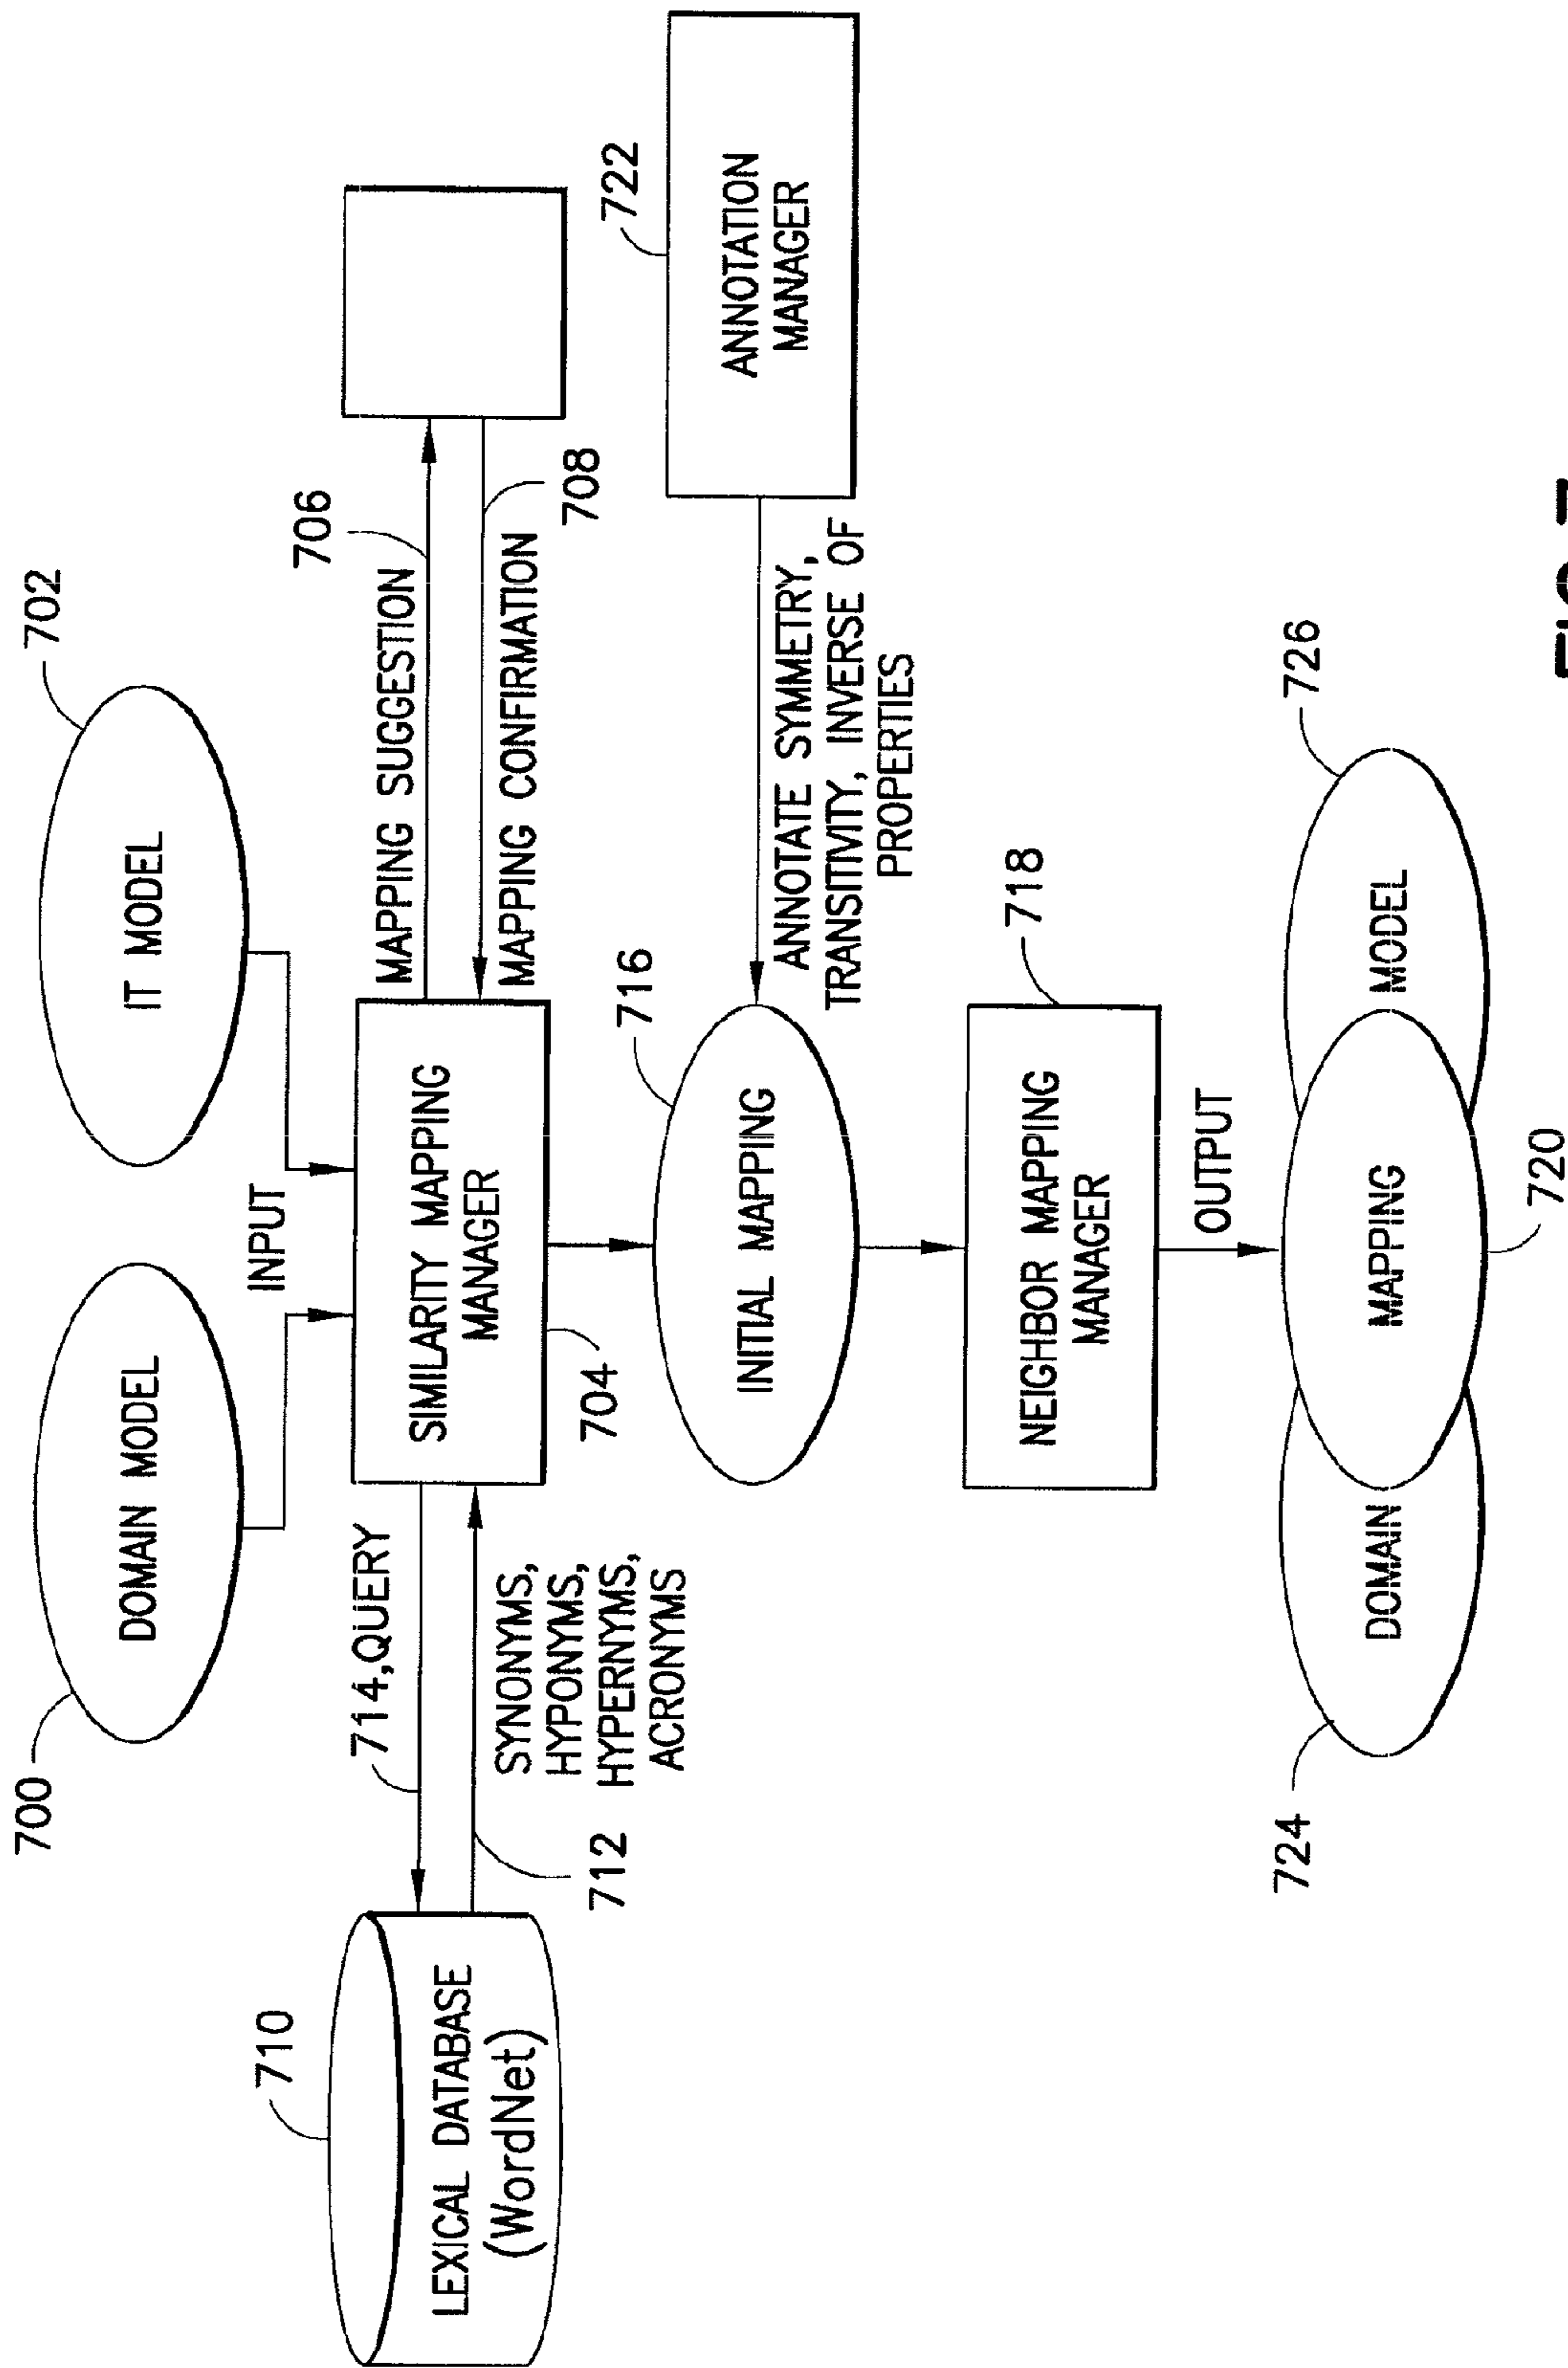 700
DOMAIN MODEL
702
IT MODEL
INPUT
710
LEXICAL DATABASE
(WordNet)
714,QUERY
712
SYNONYMS,
HYPONYMS,
HYPERNYMS,
ACRONYMS
SIMILARITY MAPPING
MANAGER
704
706
MAPPING SUGGESTION
MAPPING CONFIRMATION
708
716
INITIAL MAPPING
722
ANNOTATION
MANAGER
ANNOTATE SYMMETRY,
TRANSITIVITY, INVERSE OF
PROPERTIES
718
NEIGHBOR MAPPING
MANAGER
OUTPUT
724
DOMAIN
MAPPING
720
MODEL
726